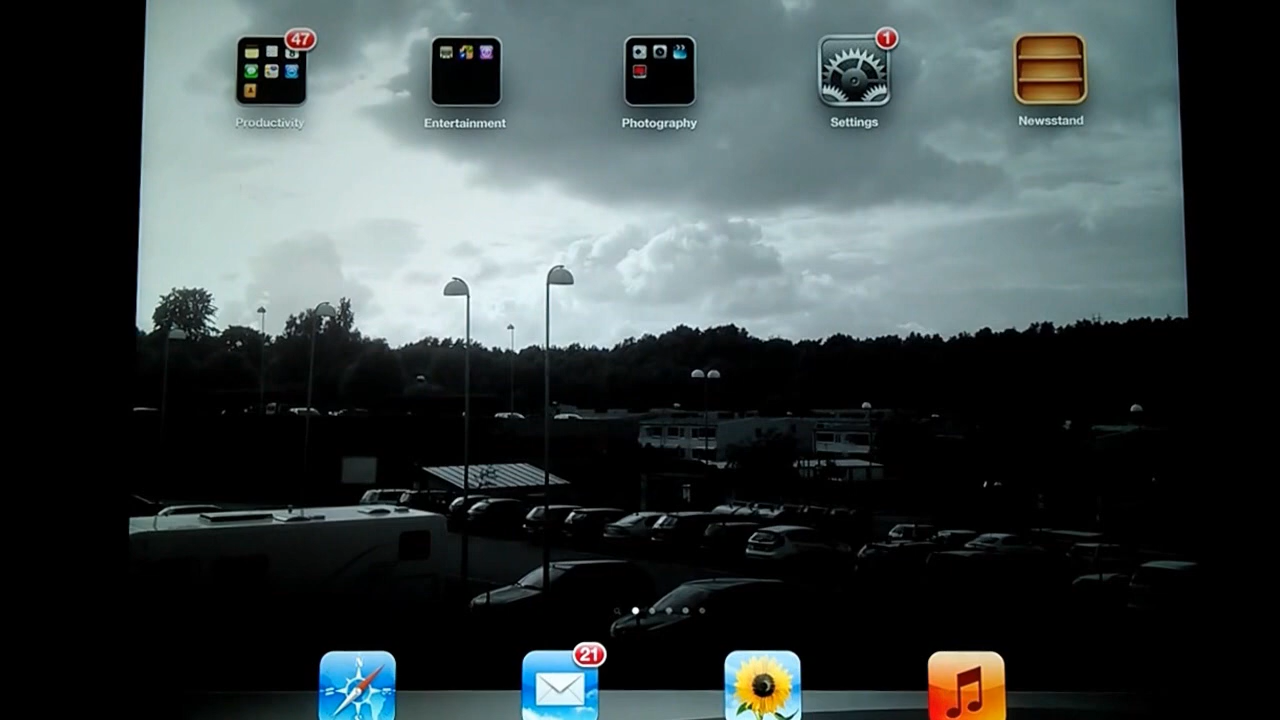 47
1
Productivity
Entertainment
Photography
Settings
Newsstand
N
21